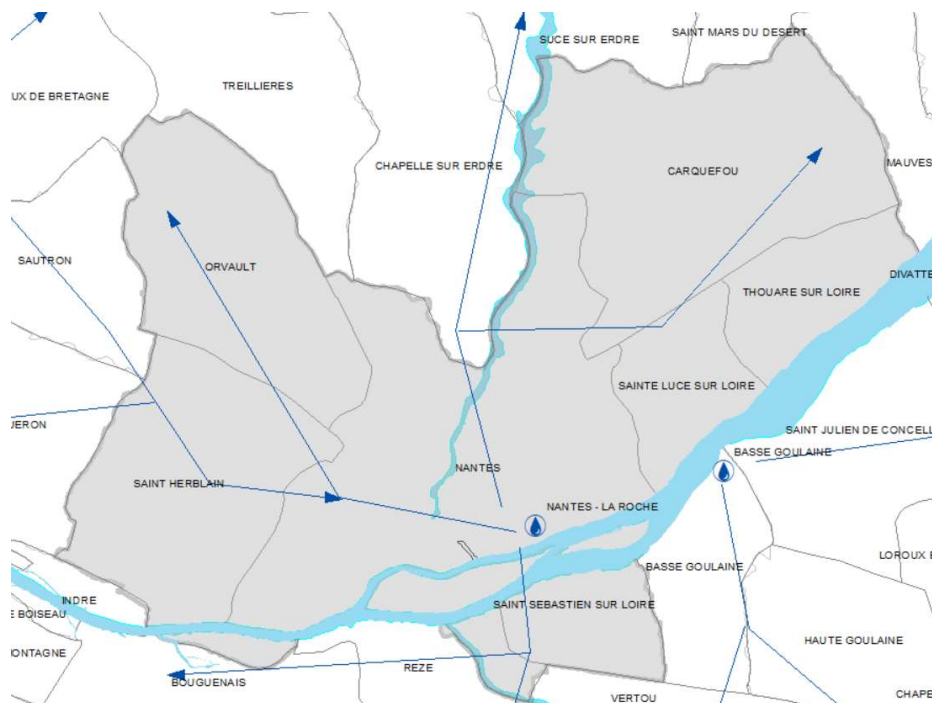 SUCE SUR ERDRE
SAINT MARS DU DESERT
TREILLIERES
UX DE BRETAGNE
CHAPELLE SUR ERDRE
CARQUEFOU
MAUVES
SAUTRON
ORVAULT
DIVATTE
THOUARE SUR LOIRE
SAINTE LUCE SUR LOIRE
UERON
SAINT JULIEN DE CONCELL
BASSE GOULAINE
SAINT HERBLAIN
NANTES
NANTES - LA ROCHE
LOROUX B
BASSE GOULAINE
INDRE
SAINT SEBASTIEN SUR LOIRE
E BOISEAU
HAUTE GOULAINE
MONTAGNE
REZE
BOUGUENAIS
VERTOU
CHAPE